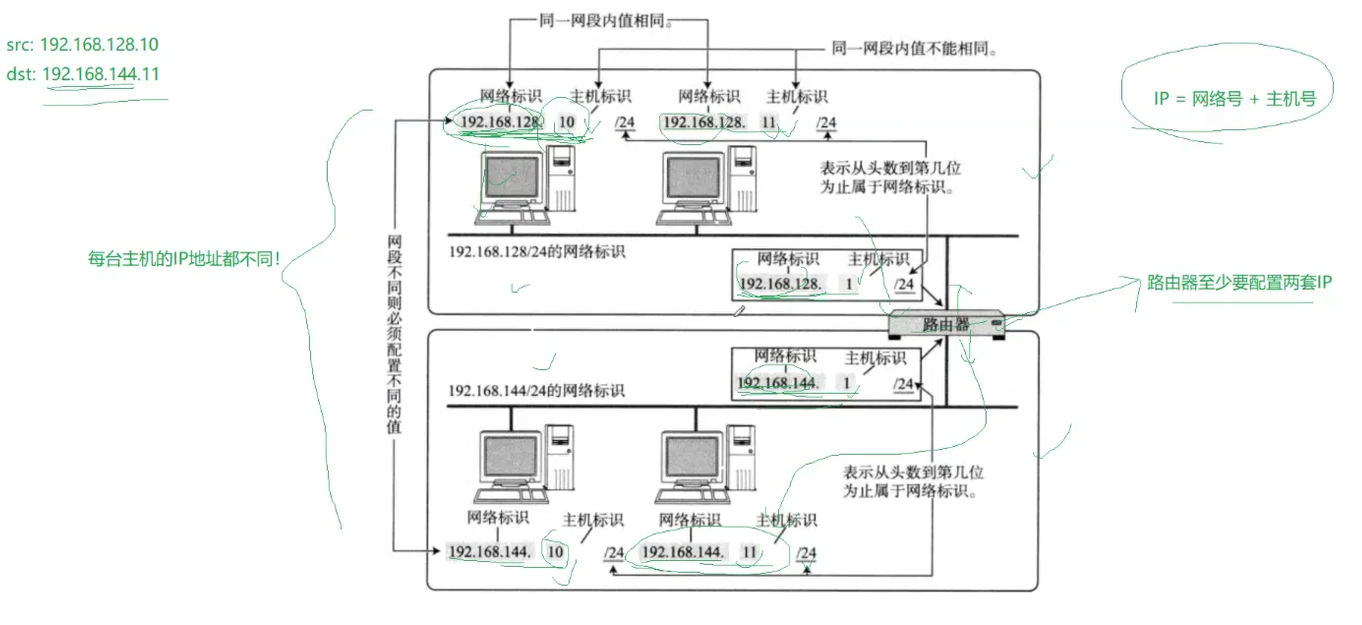 同一网段内值相同。
src: 192.168.128.10
同一网段内值不能相同。
dst: 192.168.144.11
网络标识 主机标识 网络标识 主机标识
IP = 网络号 + 主机号
192.168.128. 10 /24 192.168.128. 11 /24
表示从头数到第几位
为止属于网络标识。
网段不同则必须配置不同的值
每台主机的IP地址都不同！
192.168.128/24的网络标识
网络标识 主机标识
192.168.128. 1 /24
路由器至少要配置两套IP
路由器
网络标识 主机标识
192.168.144. 1 /24
192.168.144/24的网络标识
表示从头数到第几位
为止属于网络标识。
网络标识 主机标识 网络标识 主机标识
192.168.144. 10 /24 192.168.144. 11 /24